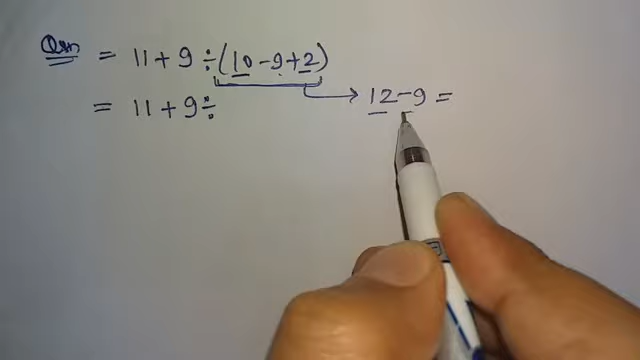 Qsn = 11 + 9 ÷ (10 - 9 + 2)
= 11 + 9 ÷
12 - 9 =